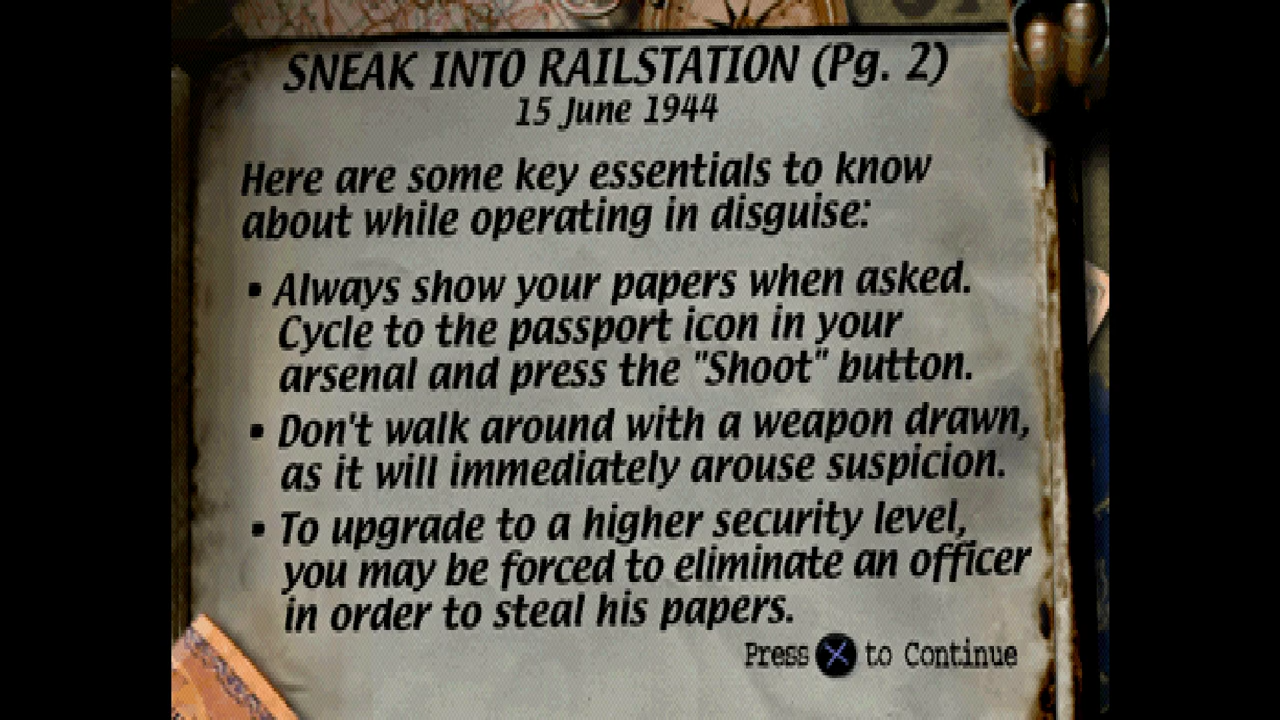 SNEAK INTO RAILSTATION (Pg. 2)
15 June 1944
Here are some key essentials to know
about while operating in disguise:
• Always show your papers when asked.
Cycle to the passport icon in your
arsenal and press the "Shoot" button.
• Don't walk around with a weapon drawn,
as it will immediately arouse suspicion.
• To upgrade to a higher security level,
you may be forced to eliminate an officer
in order to steal his papers.
Press to Continue